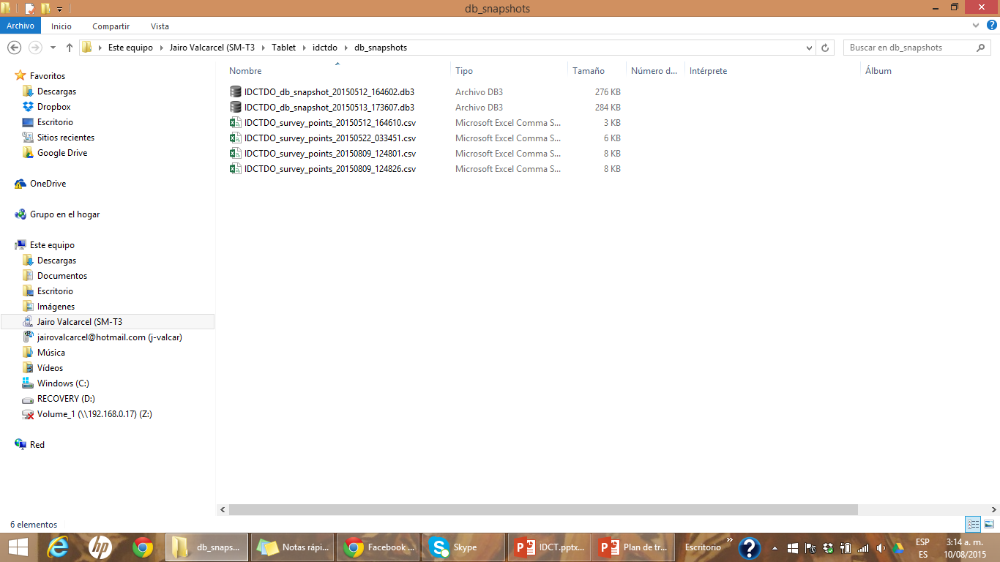 db_snapshots
Archivo Inicio Compartir Vista
Este equipo Jairo Valcarcel (SM-T3 Tablet idctdo db_snapshots
Buscar en db_snapshots
Nombre Tipo Tamaño Número d... Intérprete Álbum
IDCTDO_db_snapshot_20150512_164602.db3 Archivo DB3 276 KB
IDCTDO_db_snapshot_20150513_173607.db3 Archivo DB3 284 KB
IDCTDO_survey_points_20150512_164610.csv Microsoft Excel Comma S... 3 KB
IDCTDO_survey_points_20150522_033451.csv Microsoft Excel Comma S... 6 KB
IDCTDO_survey_points_20150809_124801.csv Microsoft Excel Comma S... 8 KB
IDCTDO_survey_points_20150809_124826.csv Microsoft Excel Comma S... 8 KB
Favoritos
Descargas
Dropbox
Escritorio
Sitios recientes
Google Drive
OneDrive
Grupo en el hogar
Este equipo
Descargas
Documentos
Escritorio
Imágenes
Jairo Valcarcel (SM-T3
jairovalcarcel@hotmail.com (j-valcar)
Música
Vídeos
Windows (C:)
RECOVERY (D:)
Volume_1 (\\192.168.0.17) (Z:)
Red
6 elementos
hp
db_snaps...
Notas rápi...
Facebook ...
Skype
IDCT.pptx...
Plan de tr...
Escritorio
ESP
ES
3:14 a. m.
10/08/2015